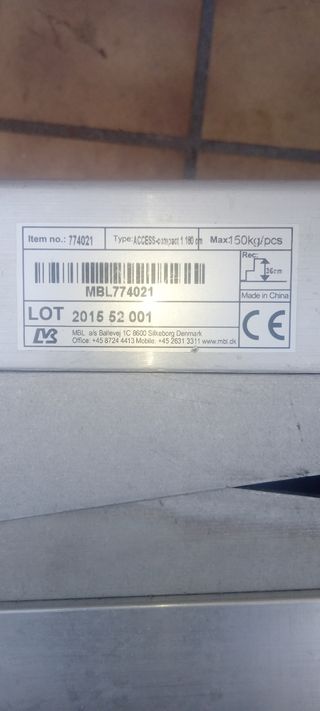 Item no.: 774021 Type: ACCESS-compact 1 180 cm Max 150kg/pcs
Rec.:
36cm
MBL774021
Made in China
LOT 2015 52 001
CE
MBL a/s Ballevej 1C 8600 Silkeborg Denmark
Office: +45 8724 4413 Mobile: +45 2631 3311 www.mbl.dk